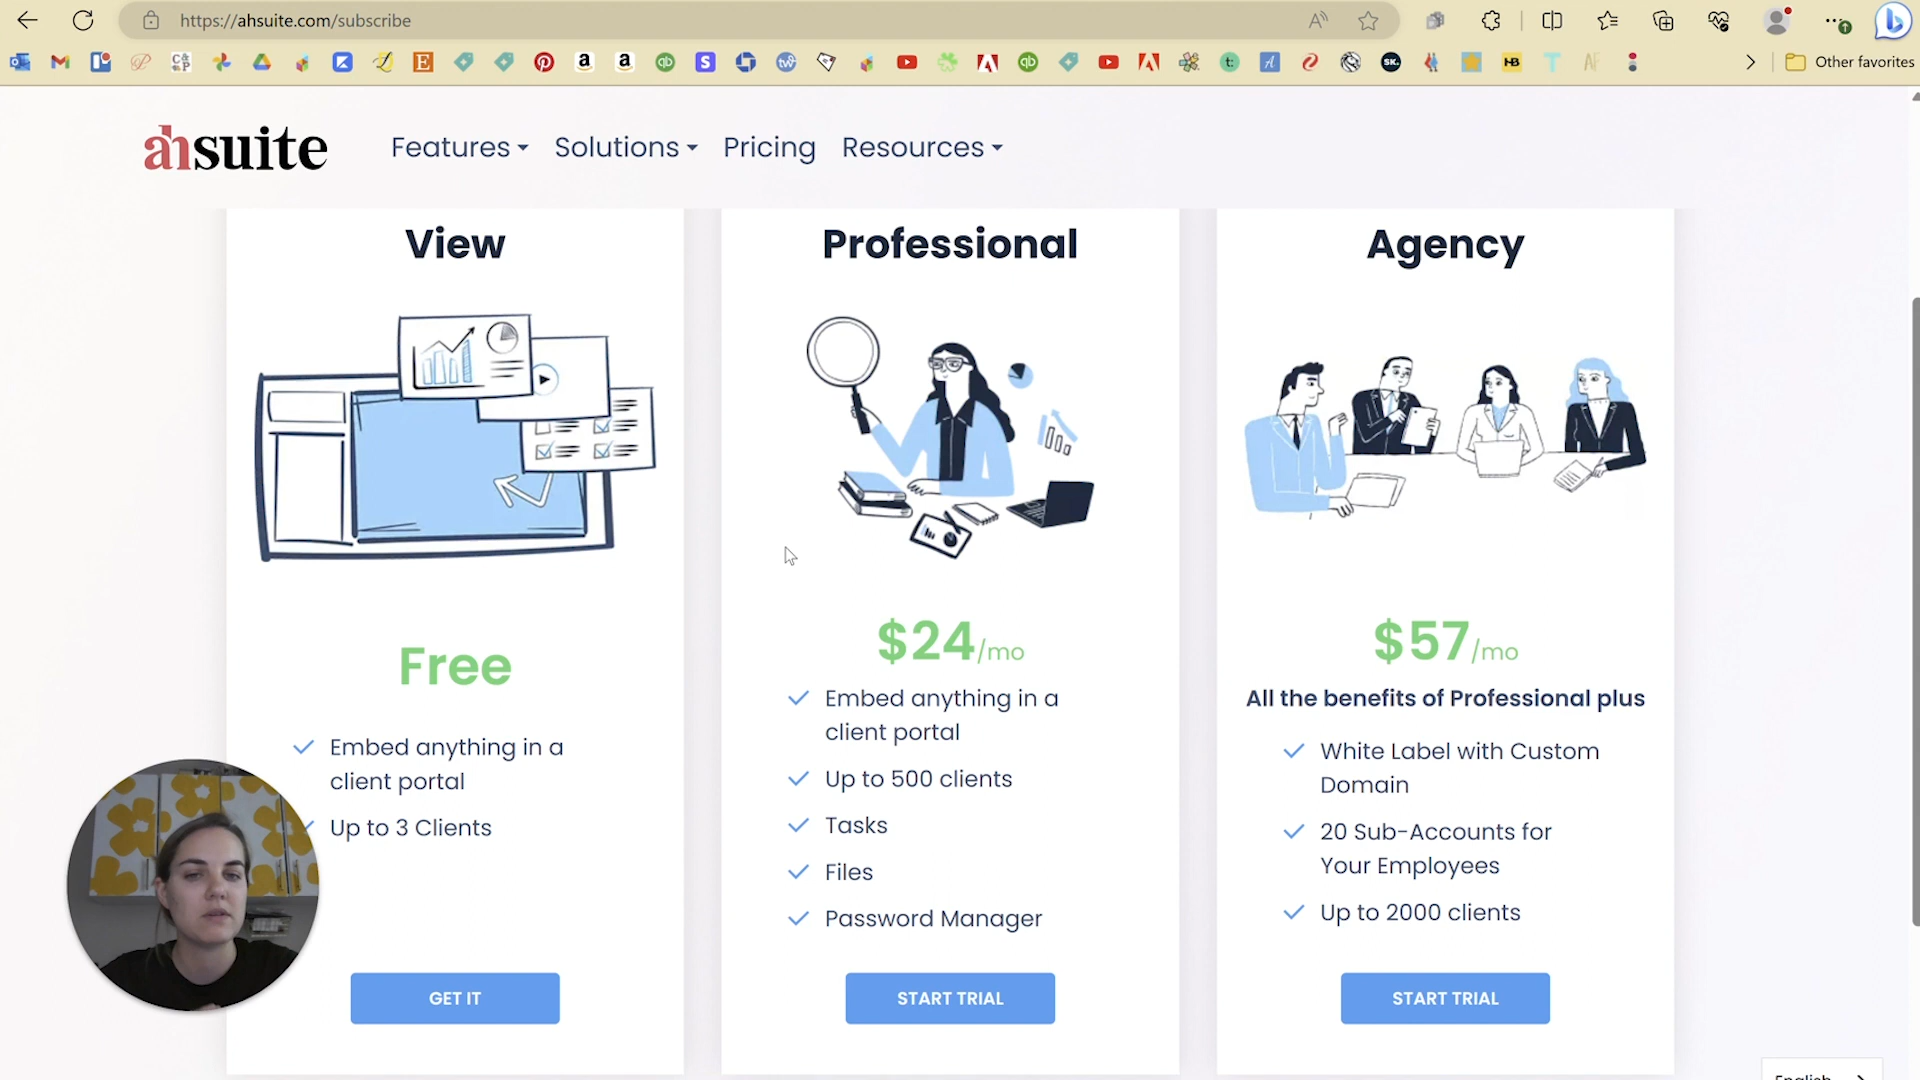 https://ahsuite.com/subscribe
Other favorites
ahsuite
Features
Solutions
Pricing
Resources
View
Free
Embed anything in a
client portal
Up to 3 Clients
GET IT
Professional
$24/mo
Embed anything in a
client portal
Up to 500 clients
Tasks
Files
Password Manager
START TRIAL
Agency
$57/mo
All the benefits of Professional plus
White Label with Custom
Domain
20 Sub-Accounts for
Your Employees
Up to 2000 clients
START TRIAL
English